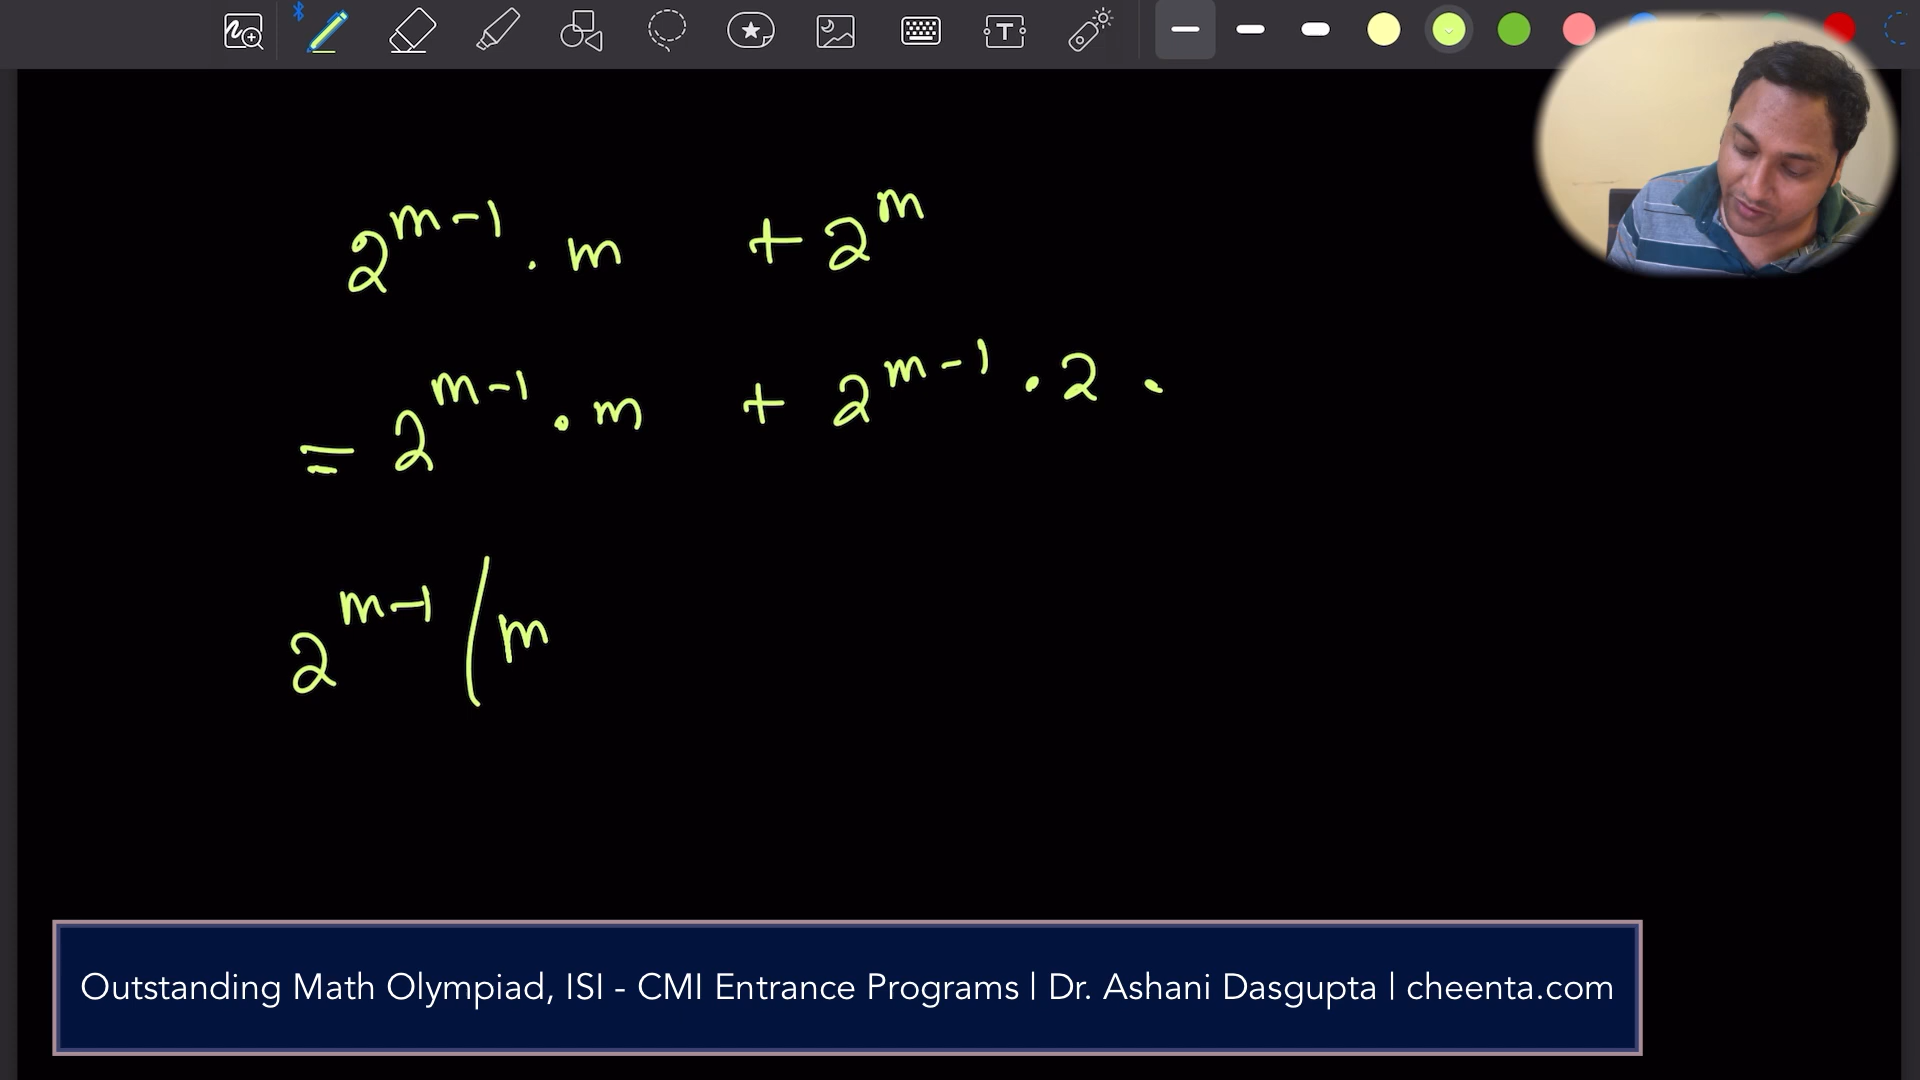 2^{m-1} . m + 2^m
= 2^{m-1} . m + 2^{m-1} . 2 .
2^{m-1} ( m
Outstanding Math Olympiad, ISI - CMI Entrance Programs | Dr. Ashani Dasgupta | cheenta.com